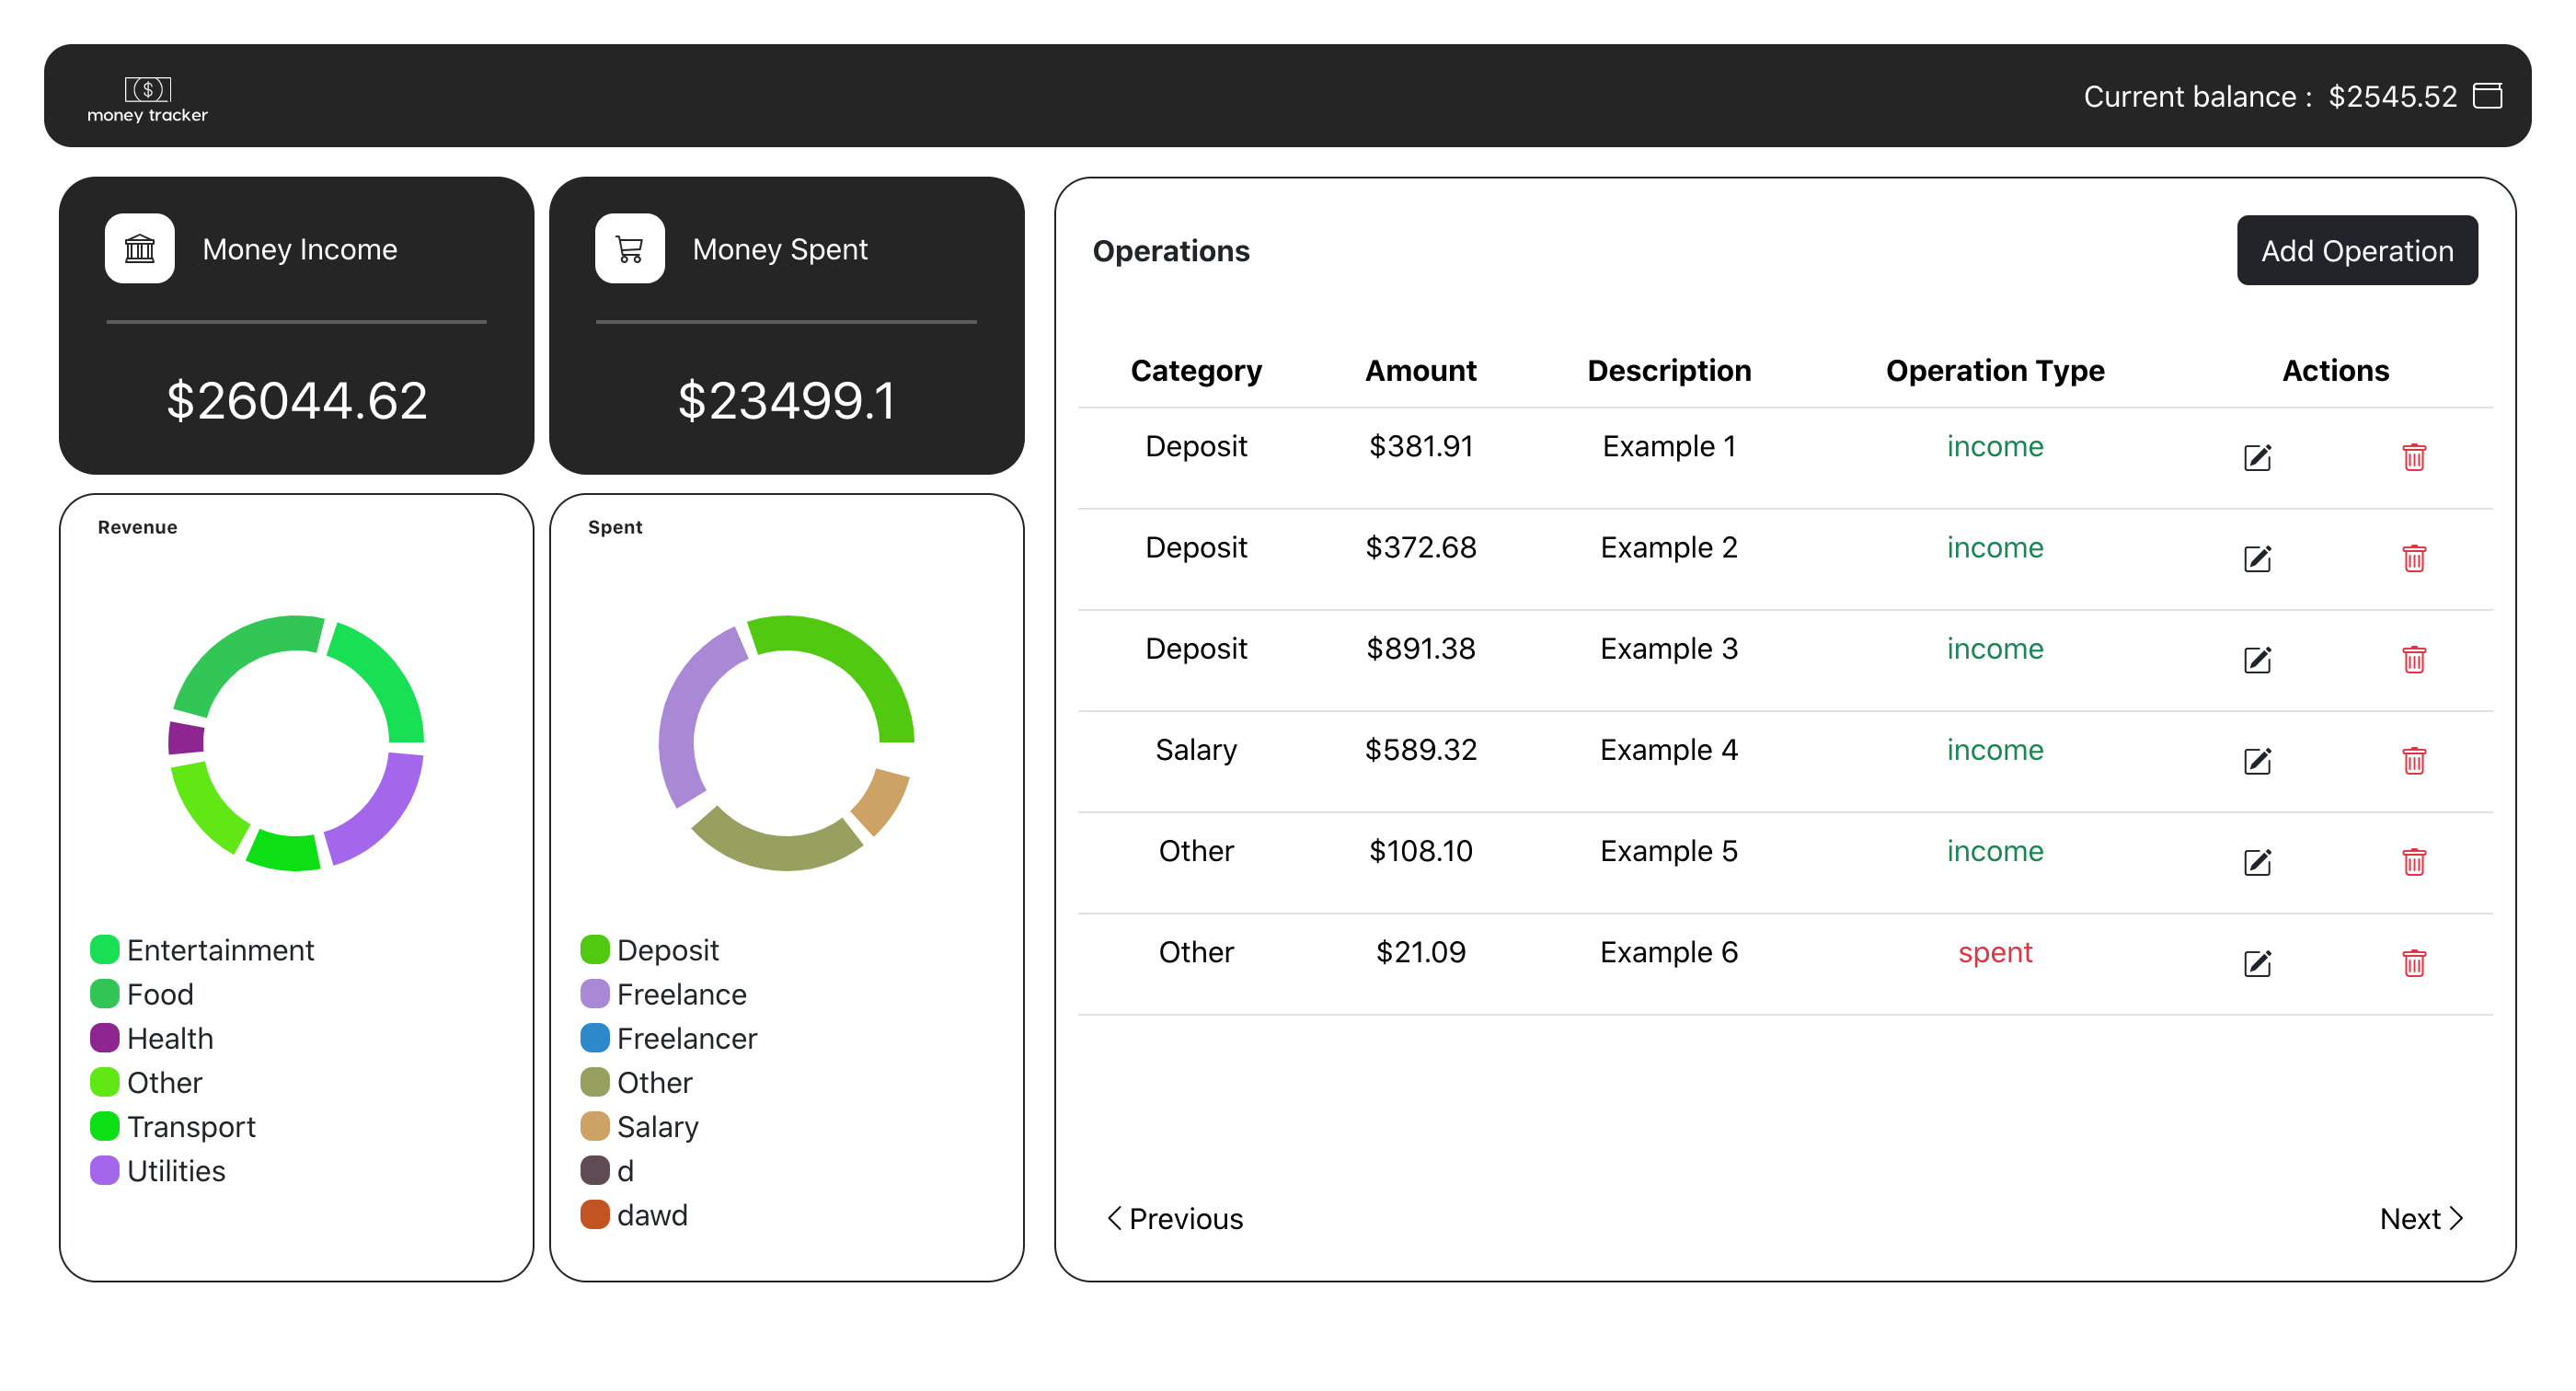 $
money tracker
Current balance : $2545.52
Money Income
$26044.62
Money Spent
$23499.1
Revenue
Entertainment
Food
Health
Other
Transport
Utilities
Spent
Deposit
Freelance
Freelancer
Other
Salary
d
dawd
Operations
Add Operation
Category Amount Description Operation Type Actions
Deposit $381.91 Example 1 income
Deposit $372.68 Example 2 income
Deposit $891.38 Example 3 income
Salary $589.32 Example 4 income
Other $108.10 Example 5 income
Other $21.09 Example 6 spent
Previous
Next